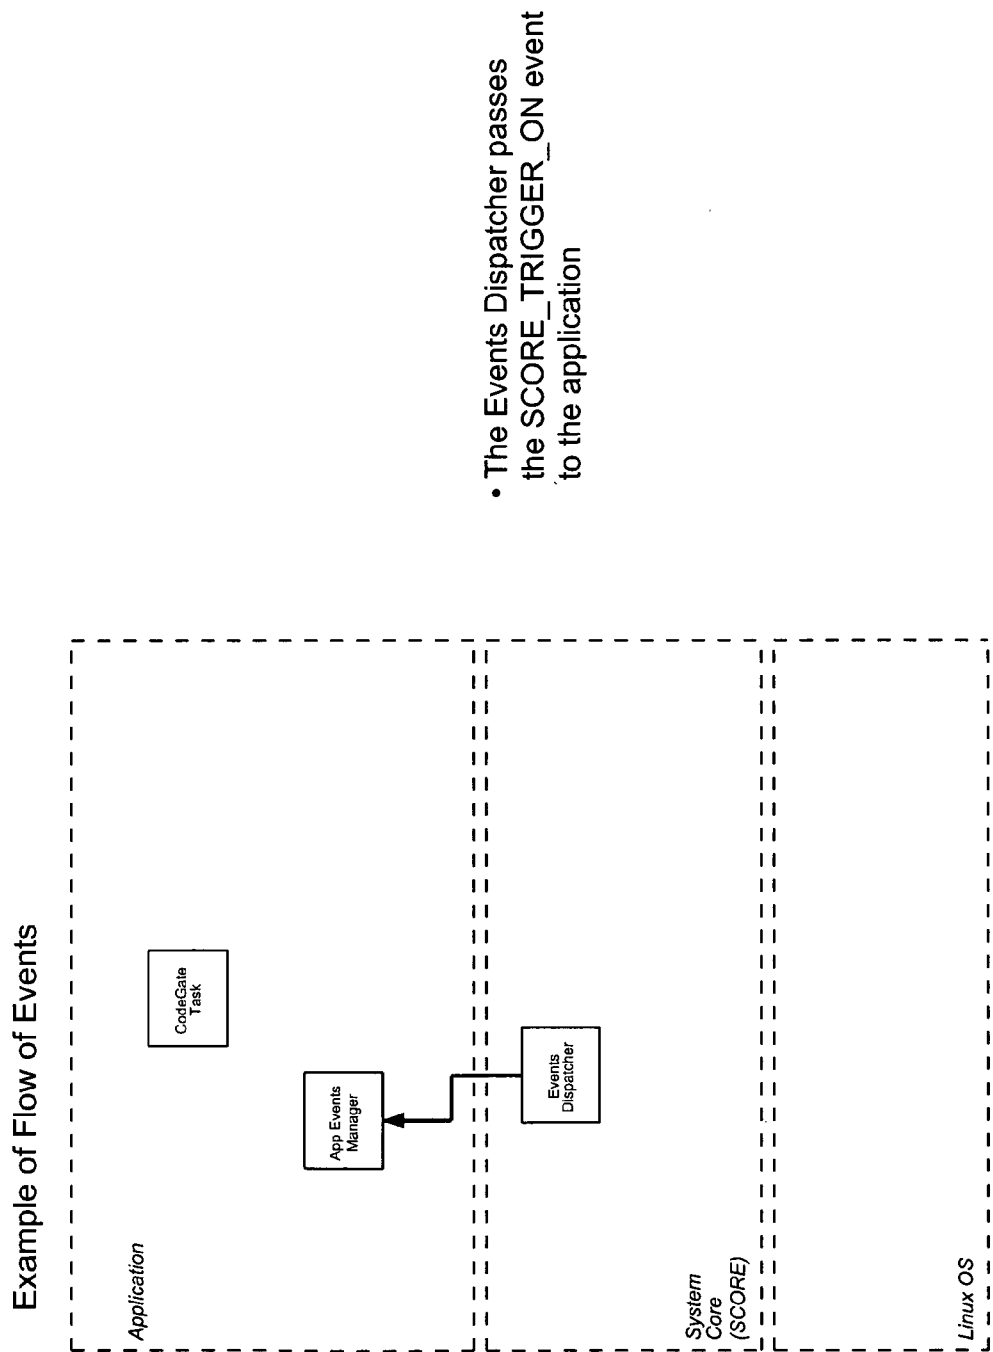 Example of Flow of Events
Application
CodeGate
Task
App Events
Manager
Events
Dispatcher
System
Core
(SCORE)
Linux OS
• The Events Dispatcher passes
the SCORE_TRIGGER_ON event
to the application